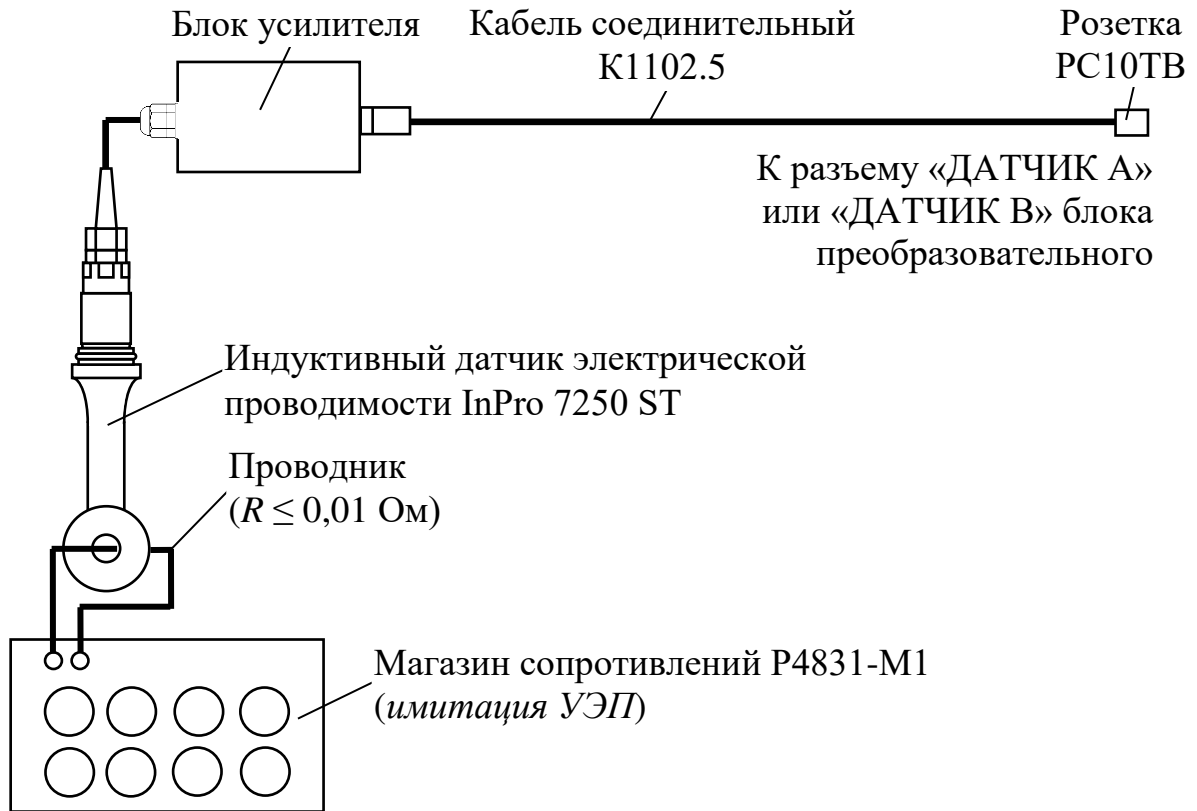 Блок усилителя
Кабель соединительный
К1102.5
Розетка
РС10ТВ
К разъему «ДАТЧИК А»
или «ДАТЧИК В» блока
преобразовательного
Индуктивный датчик электрической
проводимости InPro 7250 ST
Проводник
(R ≤ 0,01 Ом)
Магазин сопротивлений Р4831-М1
(имитация УЭП)